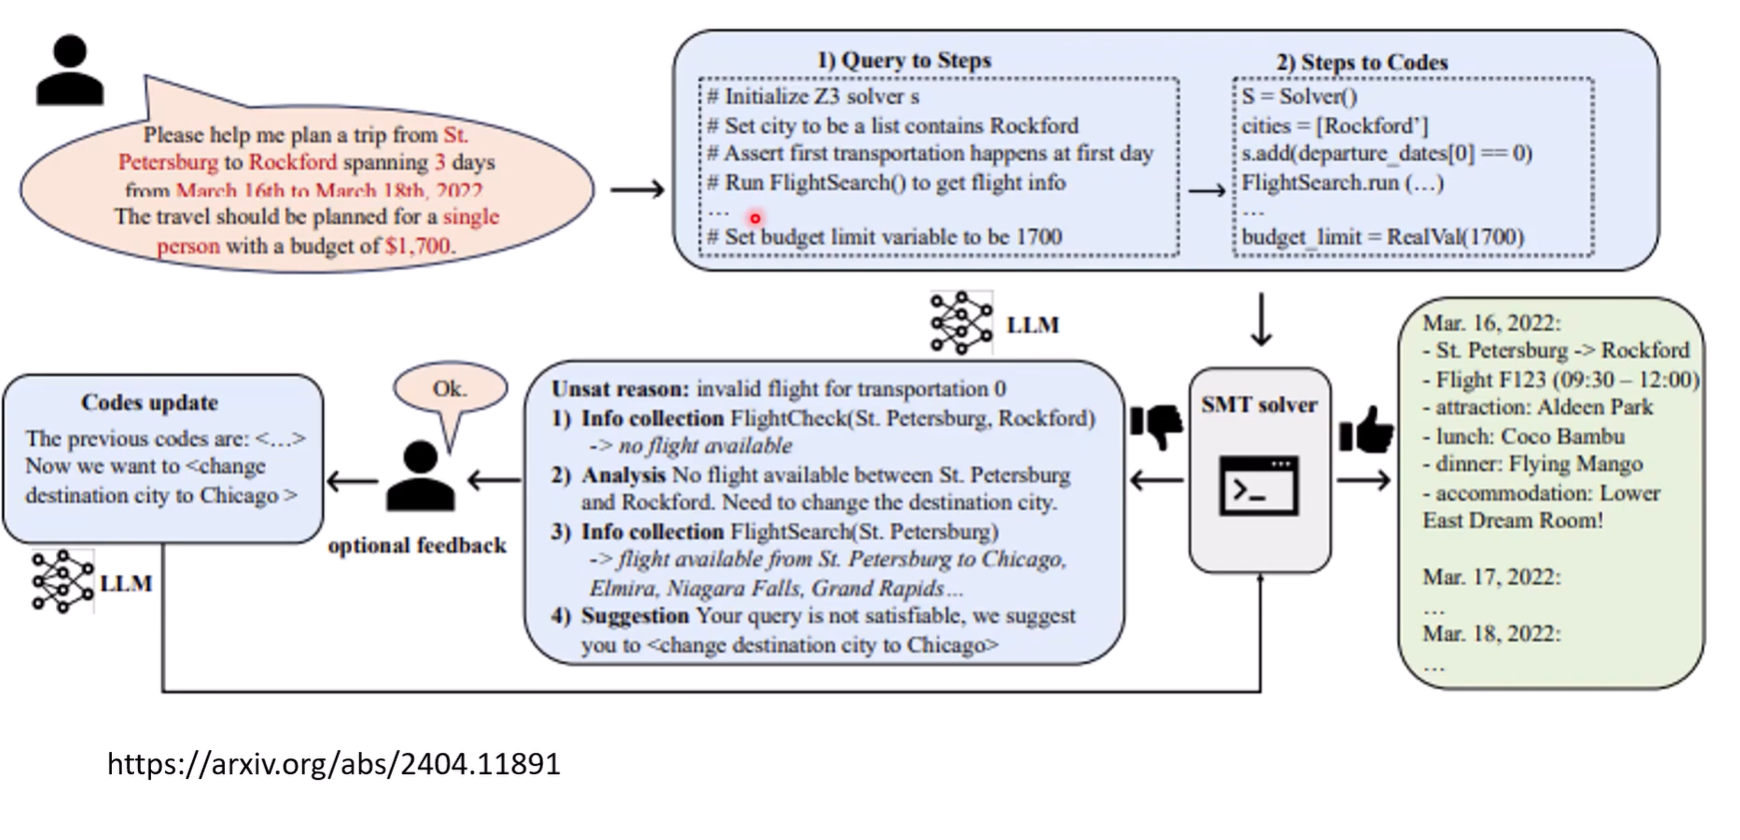 Please help me plan a trip from St.
Petersburg to Rockford spanning 3 days
from March 16th to March 18th, 2022
The travel should be planned for a single
person with a budget of $1,700.
1) Query to Steps
# Initialize Z3 solver s
# Set city to be a list contains Rockford
# Assert first transportation happens at first day
# Run FlightSearch() to get flight info
...
# Set budget limit variable to be 1700
2) Steps to Codes
S = Solver()
cities = [Rockford’]
s.add(departure_dates[0] == 0)
FlightSearch.run (…)
...
budget_limit = RealVal(1700)
LLM
SMT solver
>_
Mar. 16, 2022:
- St. Petersburg -> Rockford
- Flight F123 (09:30 – 12:00)
- attraction: Aldeen Park
- lunch: Coco Bambu
- dinner: Flying Mango
- accommodation: Lower
East Dream Room!
Mar. 17, 2022:
...
Mar. 18, 2022:
...
Unsat reason: invalid flight for transportation 0
1) Info collection FlightCheck(St. Petersburg, Rockford)
-> no flight available
2) Analysis No flight available between St. Petersburg
and Rockford. Need to change the destination city.
3) Info collection FlightSearch(St. Petersburg)
-> flight available from St. Petersburg to Chicago,
Elmira, Niagara Falls, Grand Rapids…
4) Suggestion Your query is not satisfiable, we suggest
you to <change destination city to Chicago>
Ok.
optional feedback
Codes update
The previous codes are: <…>
Now we want to <change
destination city to Chicago >
LLM
https://arxiv.org/abs/2404.11891